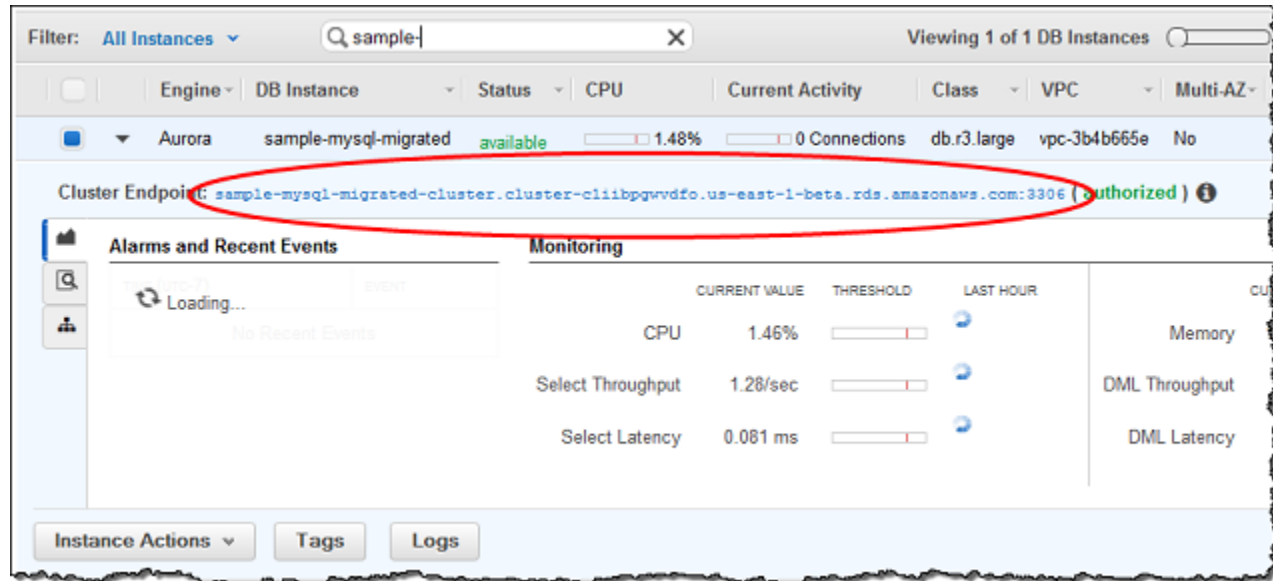 Filter: All Instances sample- Viewing 1 of 1 DB Instances
Engine DB Instance Status CPU Current Activity Class VPC Multi-AZ
Aurora sample-mysql-migrated available 1.48% 0 Connections db.r3.large vpc-3b4b665e No
Cluster Endpoint: sample-mysql-migrated-cluster.cluster-cliibpgwvdfo.us-east-1-beta.rds.amazonaws.com:3306 ( authorized )
Alarms and Recent Events Monitoring
EVENT
CURRENT VALUE THRESHOLD LAST HOUR CU
Loading...
No Recent Events
CPU 1.46% Memory
Select Throughput 1.28/sec DML Throughput
Select Latency 0.081 ms DML Latency
Instance Actions Tags Logs